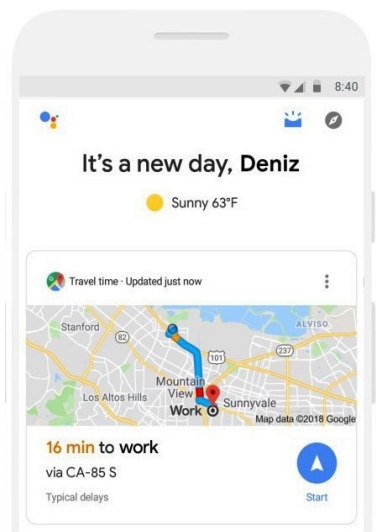 8:40
It's a new day, Deniz
Sunny 63°F
Travel time · Updated just now
Stanford
82
ALVISO
101
237
Mountain
View
Los Altos Hills
Sunnyvale
Work
Map data ©2018 Google
16 min to work
via CA-85 S
Typical delays
Start